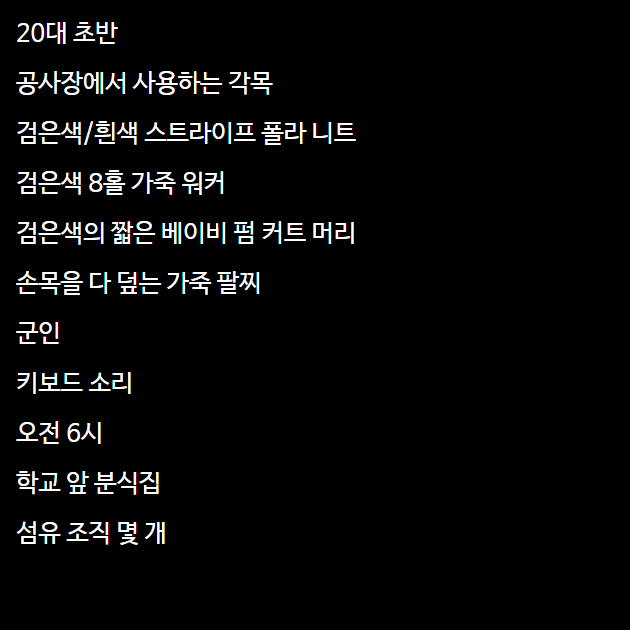 20대 초반
공사장에서 사용하는 각목
검은색/흰색 스트라이프 폴라 니트
검은색 8홀 가죽 워커
검은색의 짧은 베이비 펌 커트 머리
손목을 다 덮는 가죽 팔찌
군인
키보드 소리
오전 6시
학교 앞 분식집
섬유 조직 몇 개